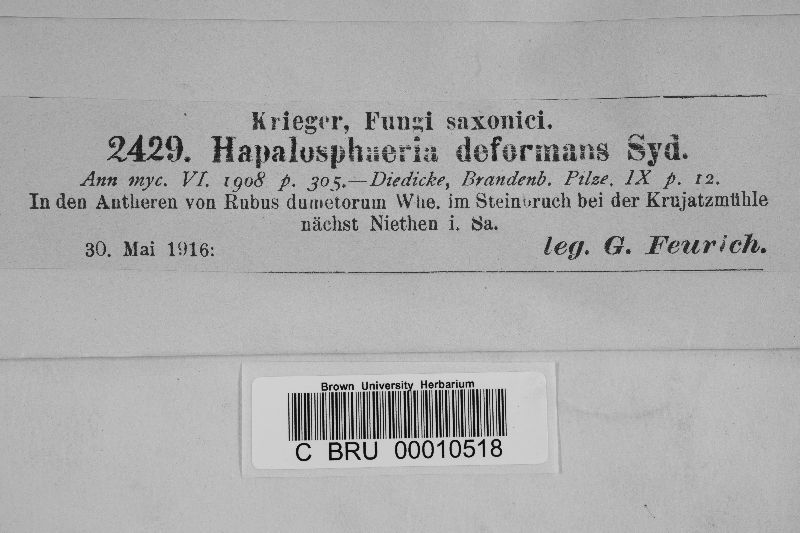 Krieger, Fungi saxonici.
2429. Hapalosphaeria deformans Syd.
Ann myc. VI. 1908 p. 305.—Diedicke, Brandenb. Pilze. IX p. 12.
In den Antheren von Rubus dumetorum Whe. im Steinbruch bei der Krujatzmühle
nächst Niethen i. Sa.
30. Mai 1916:
leg. G. Feurich.
Brown University Herbarium
C BRU 00010518